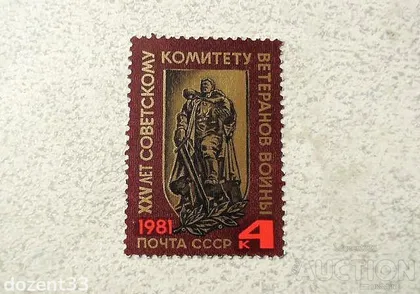 XXV ЛЕТ СОВЕТСКОМУ
КОМИТЕТУ
ВЕТЕРАНОВ ВОЙНЫ
1981
ПОЧТА СССР
4
К
dozent33
AUCTION